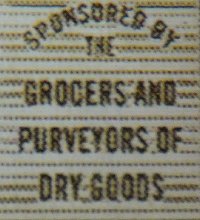 SPONSORED BY
THE
GROCERS AND
PURVEYORS OF
DRY GOODS